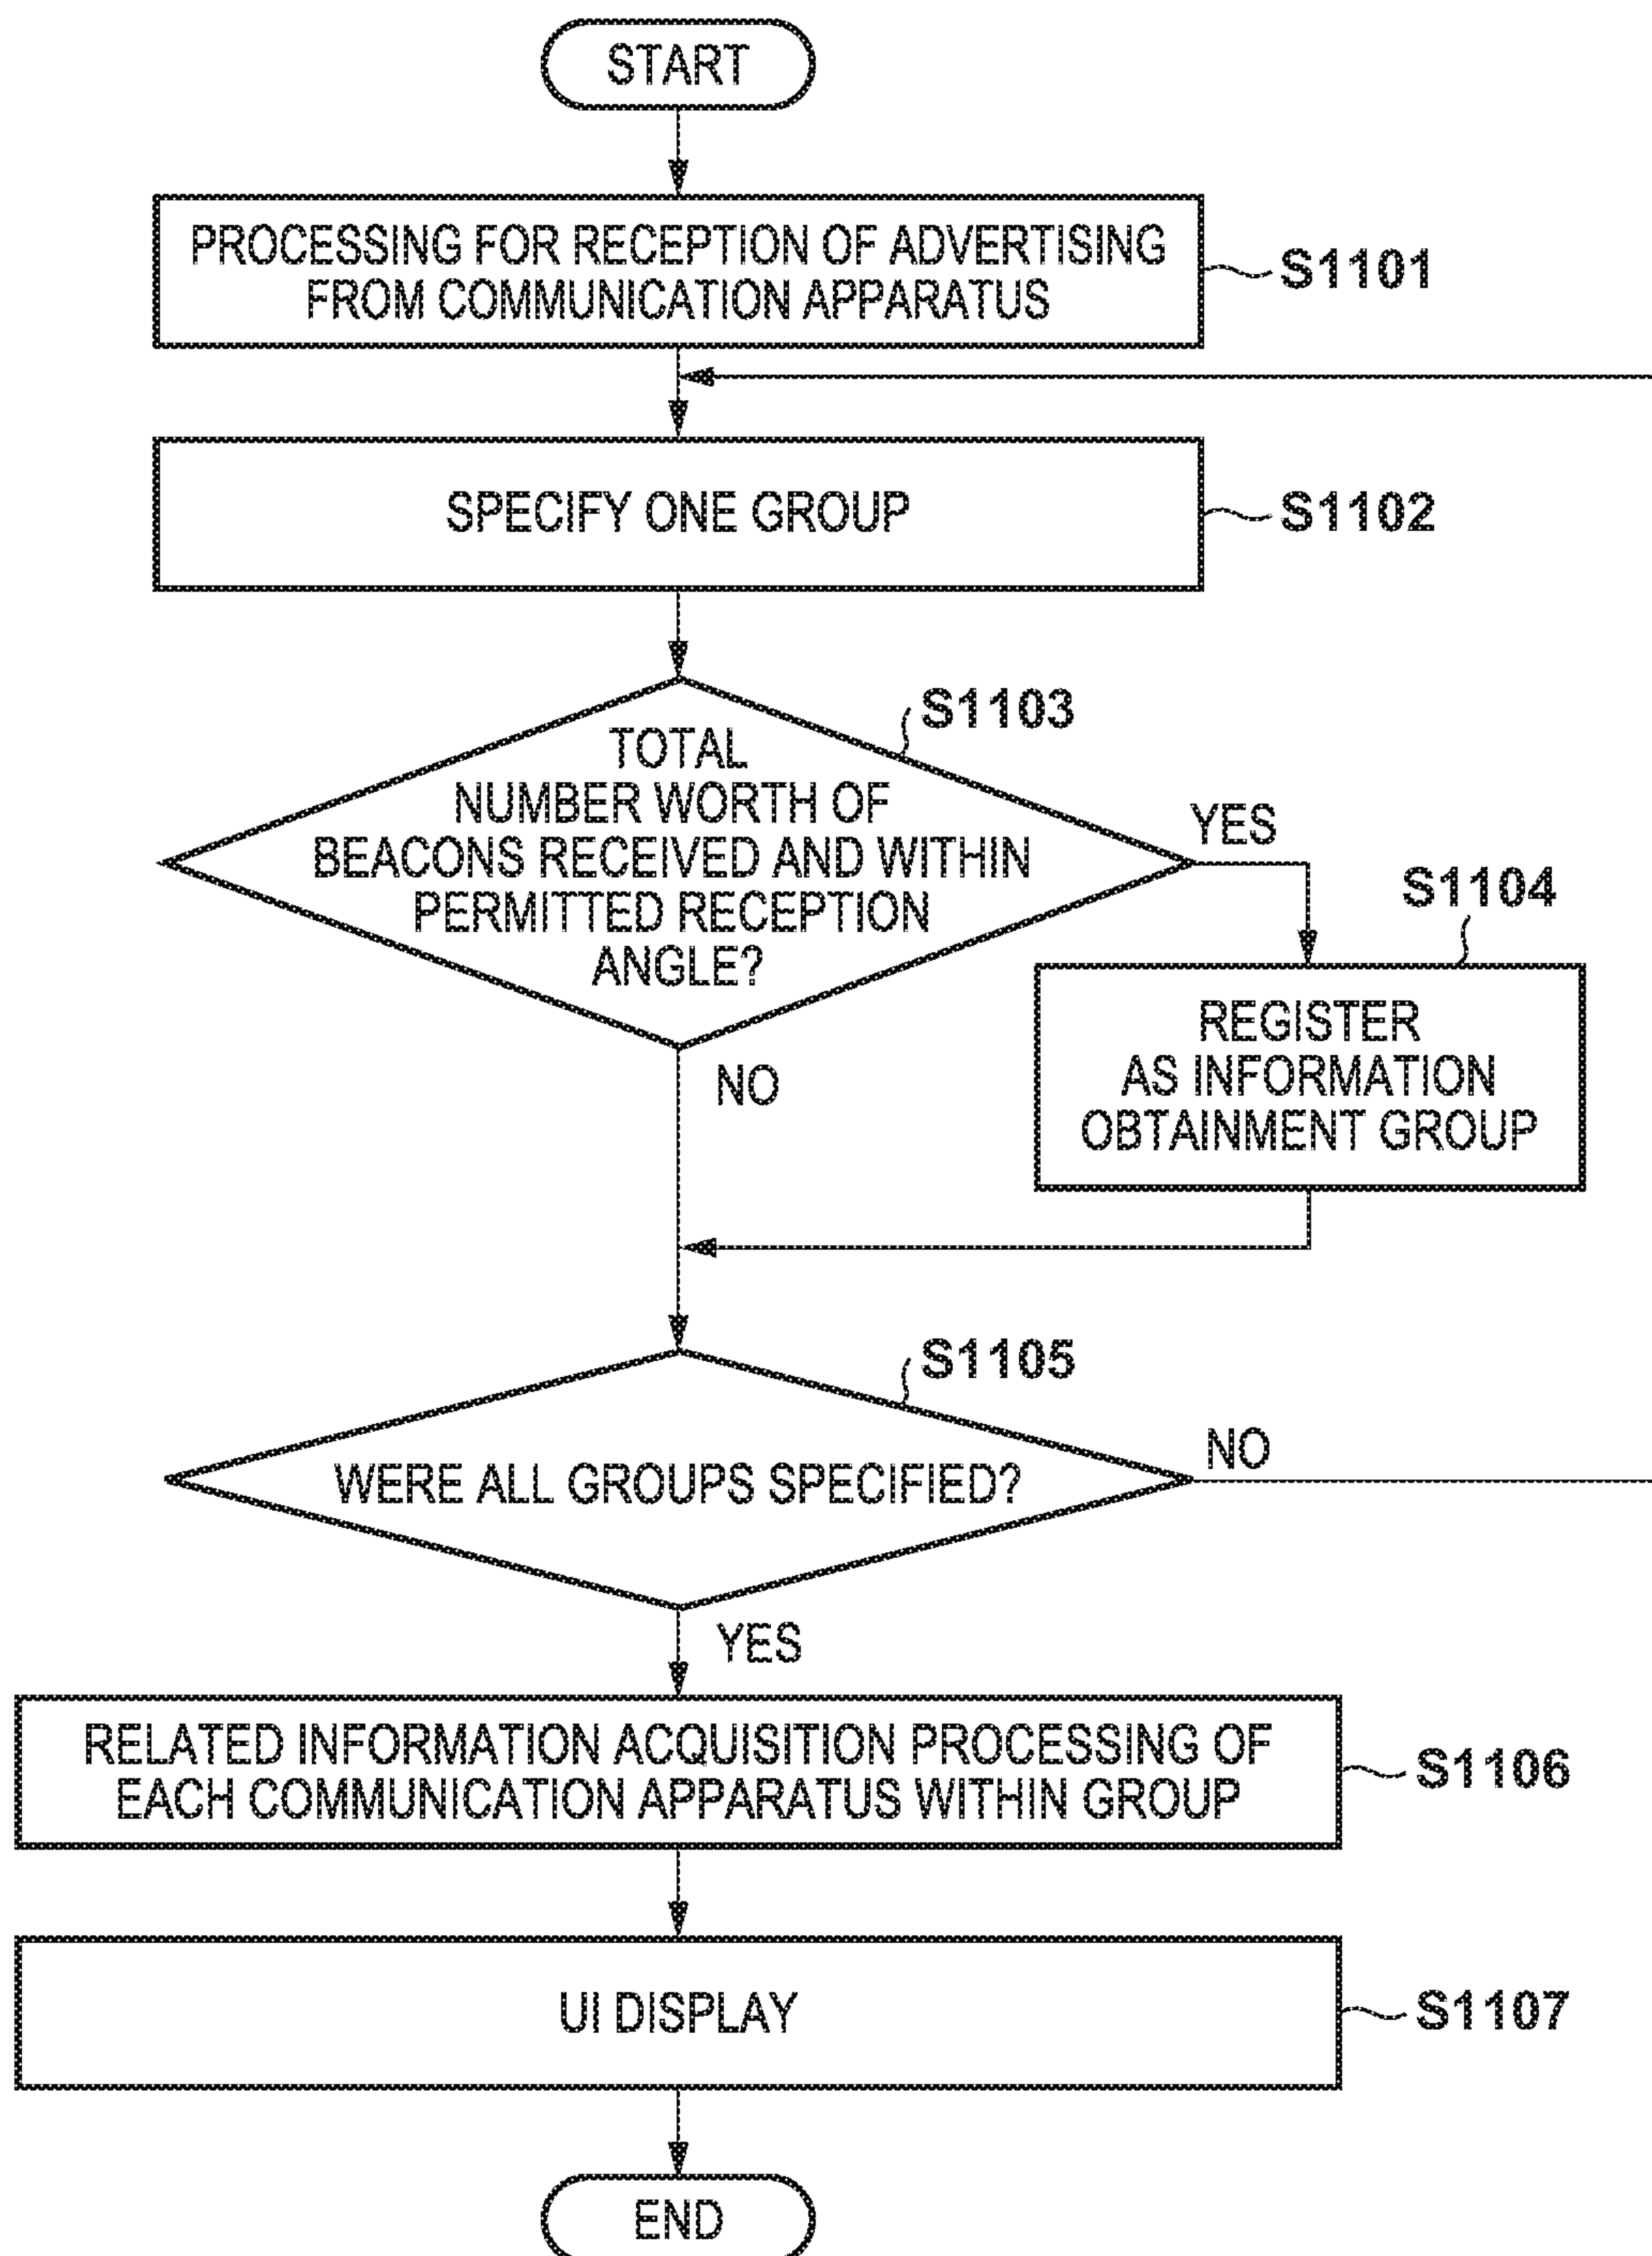 START
PROCESSING FOR RECEPTION OF ADVERTISING
FROM COMMUNICATION APPARATUS
S1101
SPECIFY ONE GROUP
S1102
S1103
TOTAL
NUMBER WORTH OF
BEACONS RECEIVED AND WITHIN
PERMITTED RECEPTION
ANGLE?
YES
NO
S1104
REGISTER
AS INFORMATION
OBTAINMENT GROUP
S1105
WERE ALL GROUPS SPECIFIED?
NO
YES
RELATED INFORMATION ACQUISITION PROCESSING OF
EACH COMMUNICATION APPARATUS WITHIN GROUP
S1106
UI DISPLAY
S1107
END